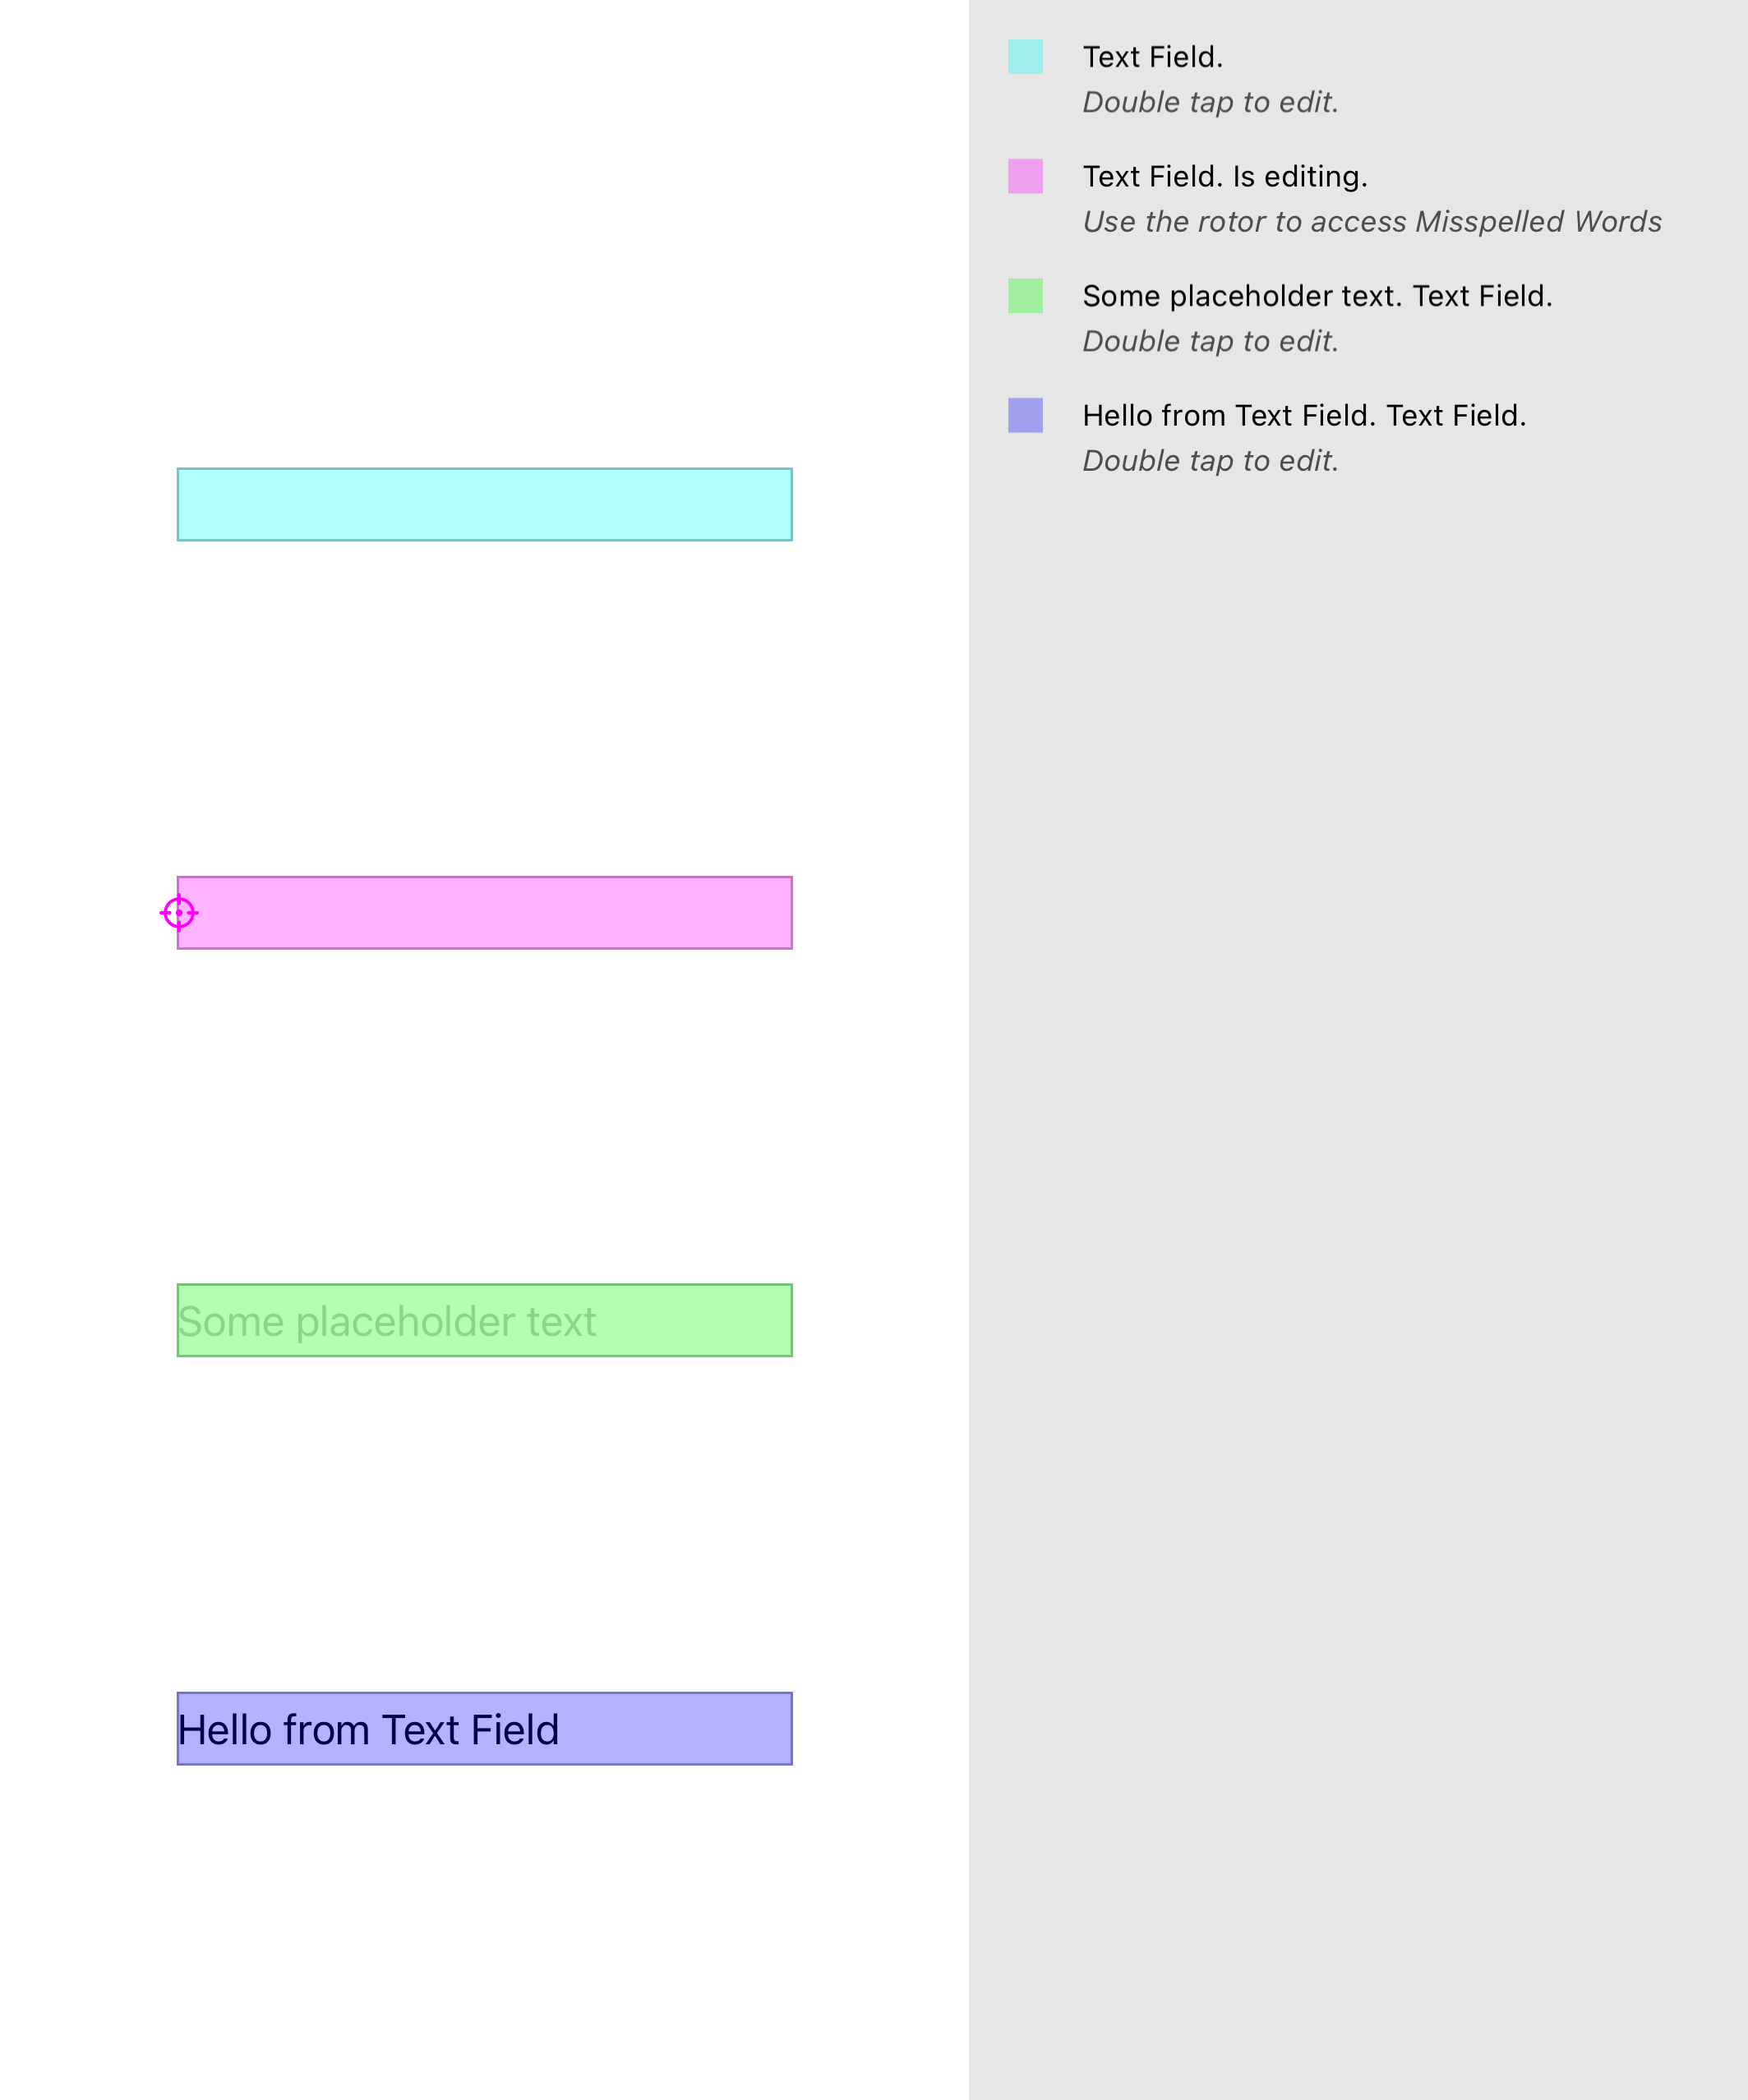 Text Field.
Double tap to edit.
Text Field. Is editing.
Use the rotor to access Misspelled Words
Some placeholder text. Text Field.
Double tap to edit.
Hello from Text Field. Text Field.
Double tap to edit.
Some placeholder text
Hello from Text Field